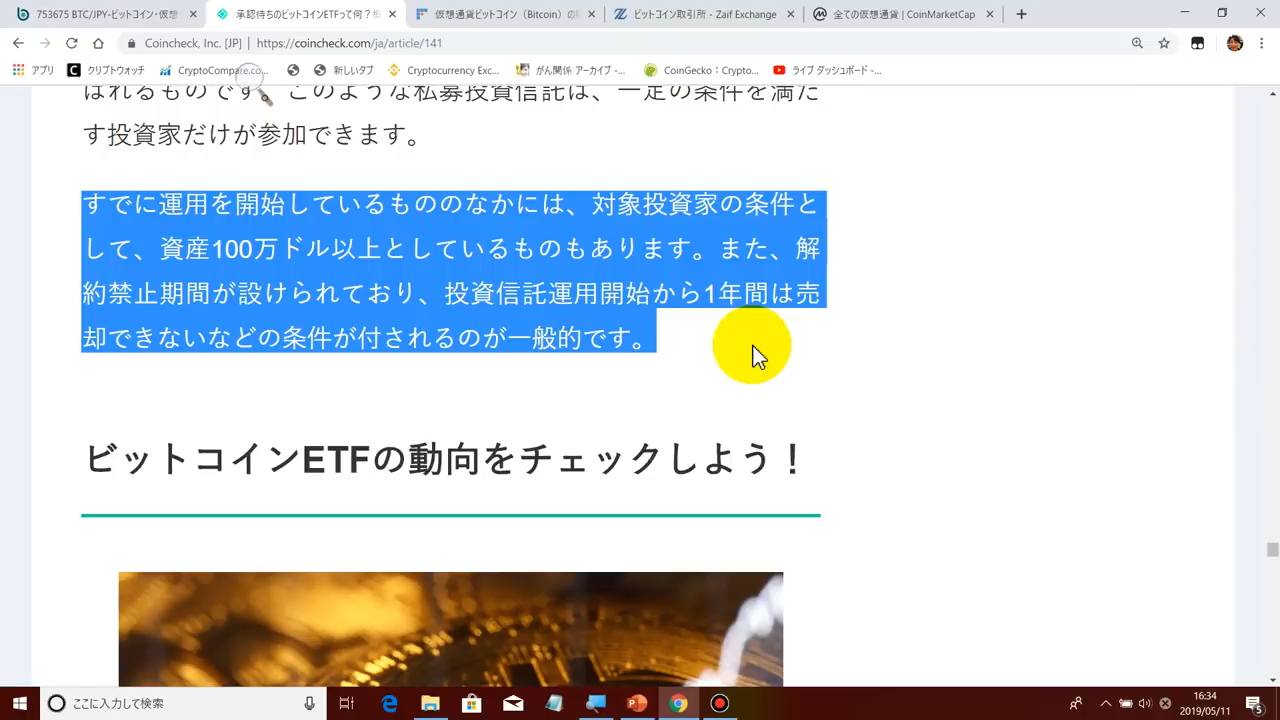 753675 BTC/JPY-ビットコイン・仮想
承認待ちのビットコインETFって何？
仮想通貨ビットコイン（Bitcoin）の
ビットコイン取引所 - Zaif Exchange
全ての仮想通貨 | CoinMarketCap
Coincheck, Inc. [JP] | https://coincheck.com/ja/article/141
アプリ
クリプトウォッチ
CryptoCompare.co...
新しいタブ
Cryptocurrency Exc...
がん関係 アーカイブ - ...
CoinGecko：Crypto...
ライブ ダッシュボード - ...
ばれるものです。このような私募投資信託は、一定の条件を満た
す投資家だけが参加できます。
すでに運用を開始しているもののなかには、対象投資家の条件と
して、資産100万ドル以上としているものもあります。また、解
約禁止期間が設けられており、投資信託運用開始から1年間は売
却できないなどの条件が付されるのが一般的です。
ビットコインETFの動向をチェックしよう！
ここに入力して検索
16:34
2019/05/11
5